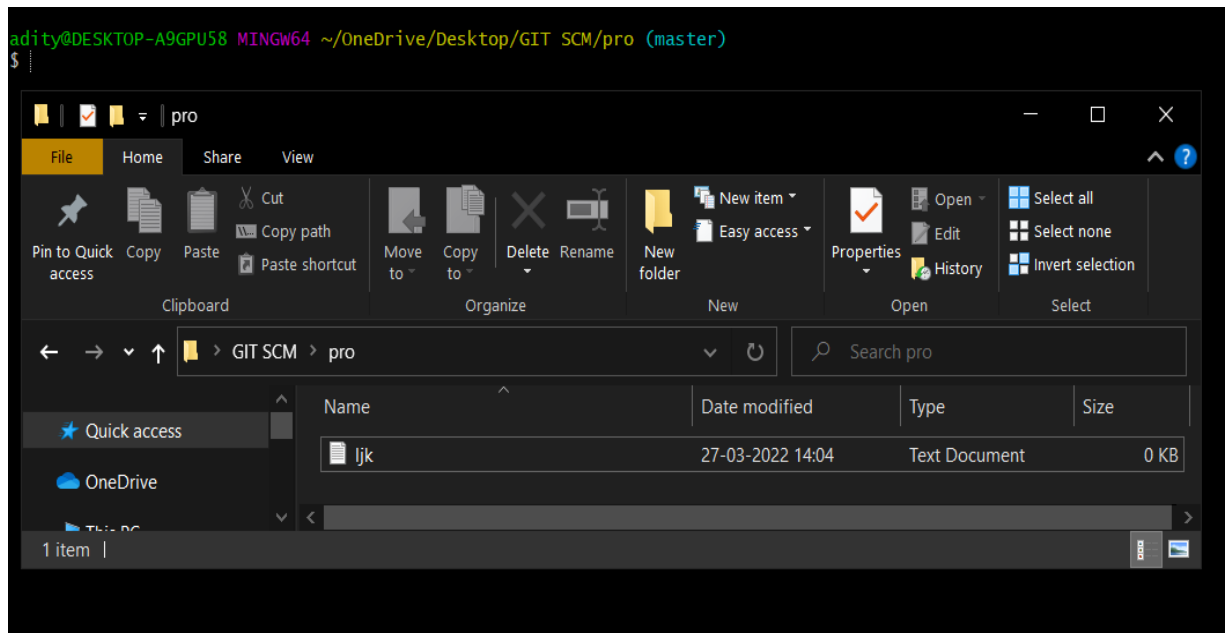 adity@DESKTOP-A9GPU58 MINGW64 ~/OneDrive/Desktop/GIT SCM/pro (master)
$
pro
File Home Share View
Pin to Quick access
Copy
Paste
Cut
Copy path
Paste shortcut
Move to
Copy to
Delete
Rename
New folder
New item
Easy access
Properties
Open
Edit
History
Select all
Select none
Invert selection
Clipboard Organize New Open Select
GIT SCM > pro
Search pro
Name Date modified Type Size
Quick access
ljk 27-03-2022 14:04 Text Document 0 KB
OneDrive
This PC
1 item